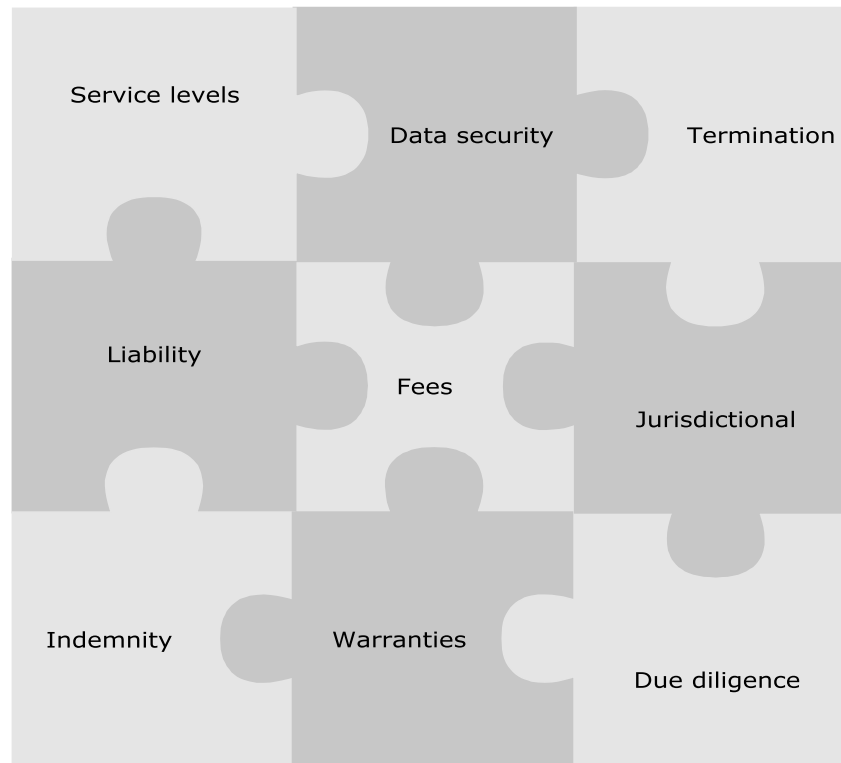 Service levels
Data security
Termination
Liability
Fees
Jurisdictional
Indemnity
Warranties
Due diligence